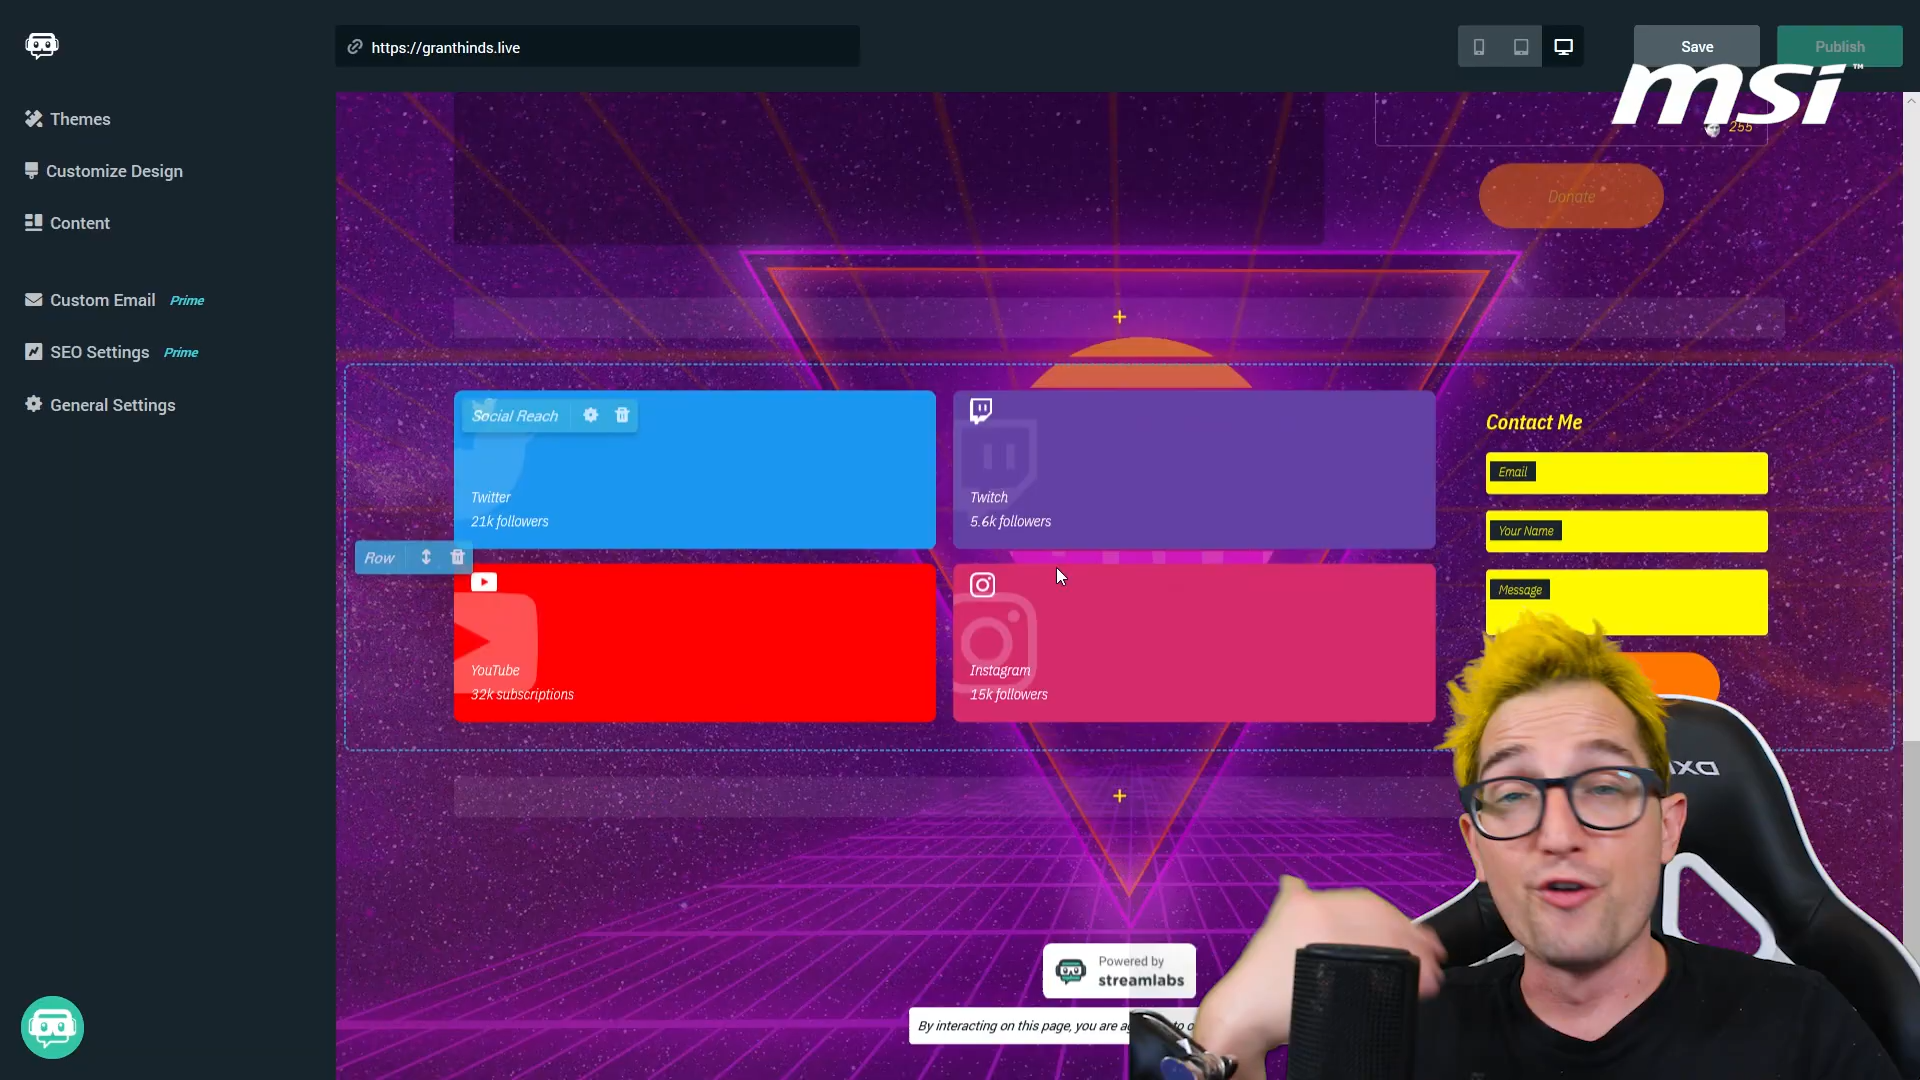 https://granthinds.live
Save
Publish
msi™
Themes
Customize Design
Content
Custom Email Prime
SEO Settings Prime
General Settings
255
Donate
Social Reach
Twitter
21k followers
Twitch
5.6k followers
Row
YouTube
32k subscriptions
Instagram
15k followers
Contact Me
Email
Your Name
Message
Powered by
streamlabs
By interacting on this page, you are to